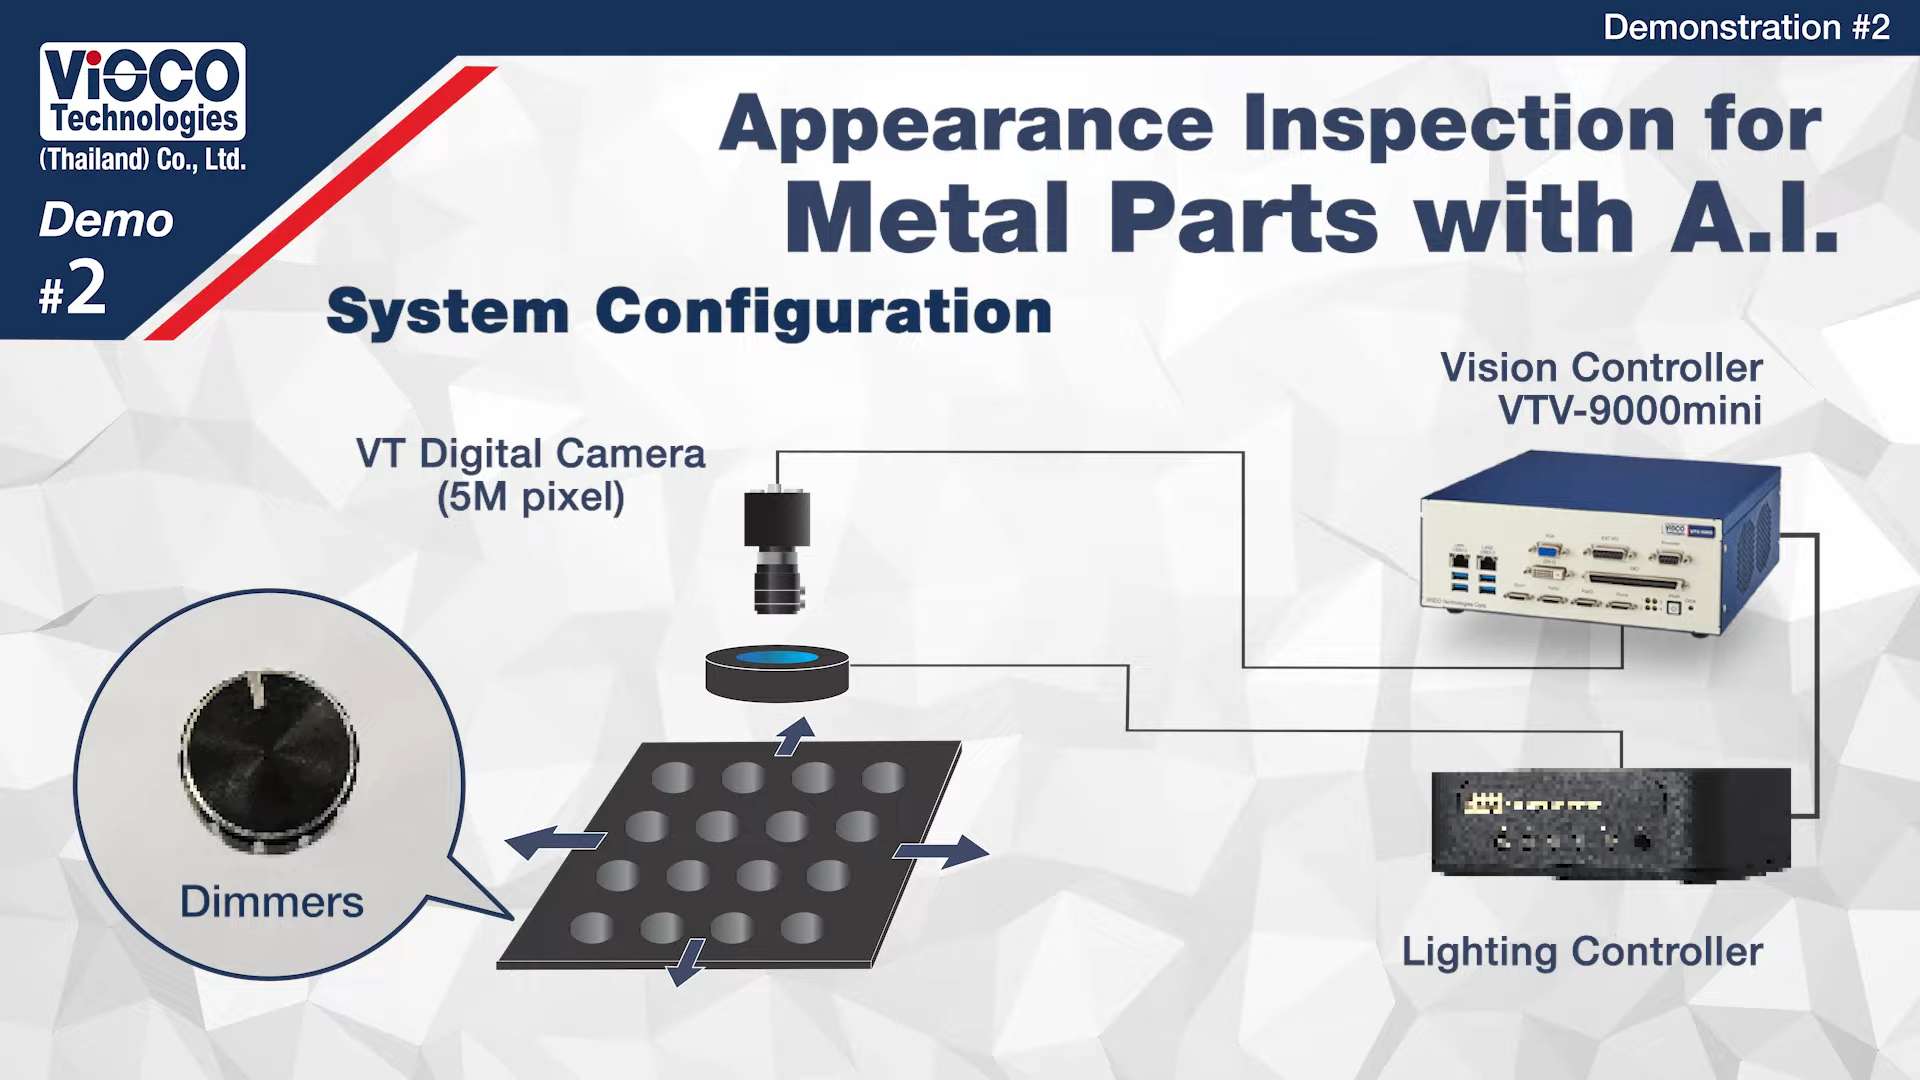 Demonstration #2
ViSCO
Technologies
(Thailand) Co., Ltd.
Demo
#2
Appearance Inspection for
Metal Parts with A.I.
System Configuration
Vision Controller
VTV-9000mini
VT Digital Camera
(5M pixel)
Dimmers
Lighting Controller